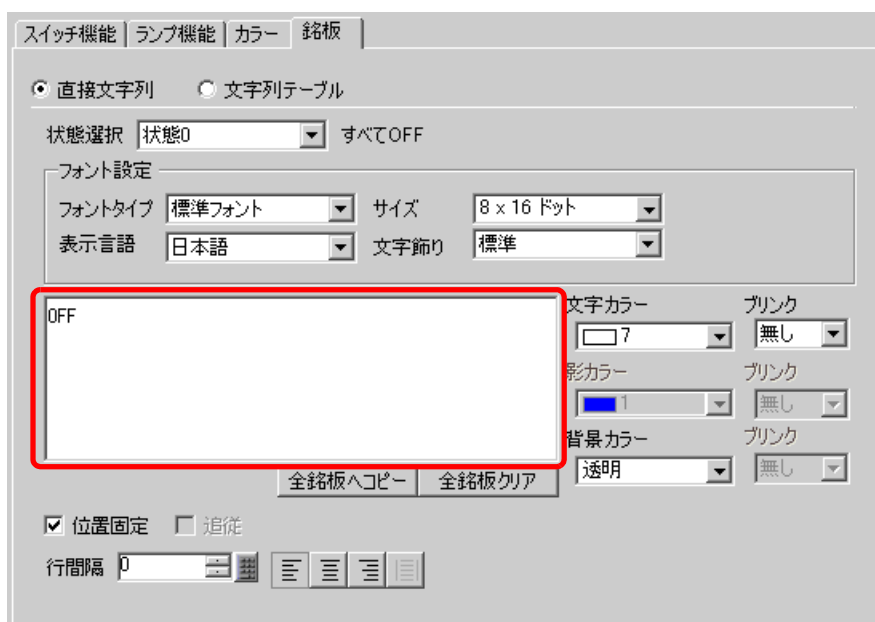 スイッチ機能 ランプ機能 カラー 銘板
直接文字列 文字列テーブル
状態選択 状態0 すべてOFF
フォント設定
フォントタイプ 標準フォント サイズ 8 x 16 ドット
表示言語 日本語 文字飾り 標準
OFF
文字カラー ブリンク
7 無し
影カラー ブリンク
1 無し
背景カラー ブリンク
透明 無し
全銘板へコピー 全銘板クリア
位置固定 追従
行間隔 0